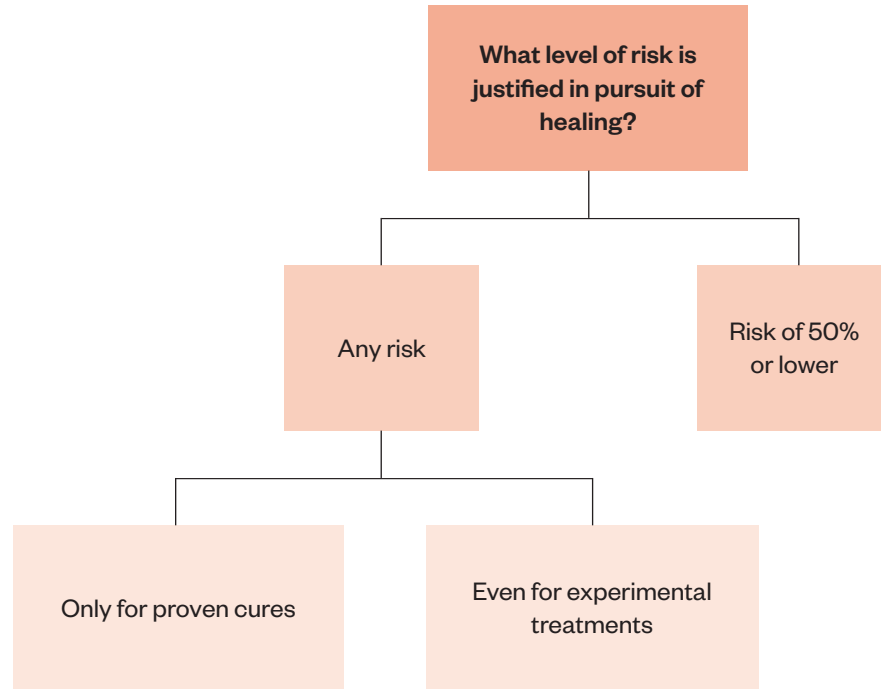 What level of risk is
justified in pursuit of
healing?
Any risk
Risk of 50%
or lower
Only for proven cures
Even for experimental
treatments